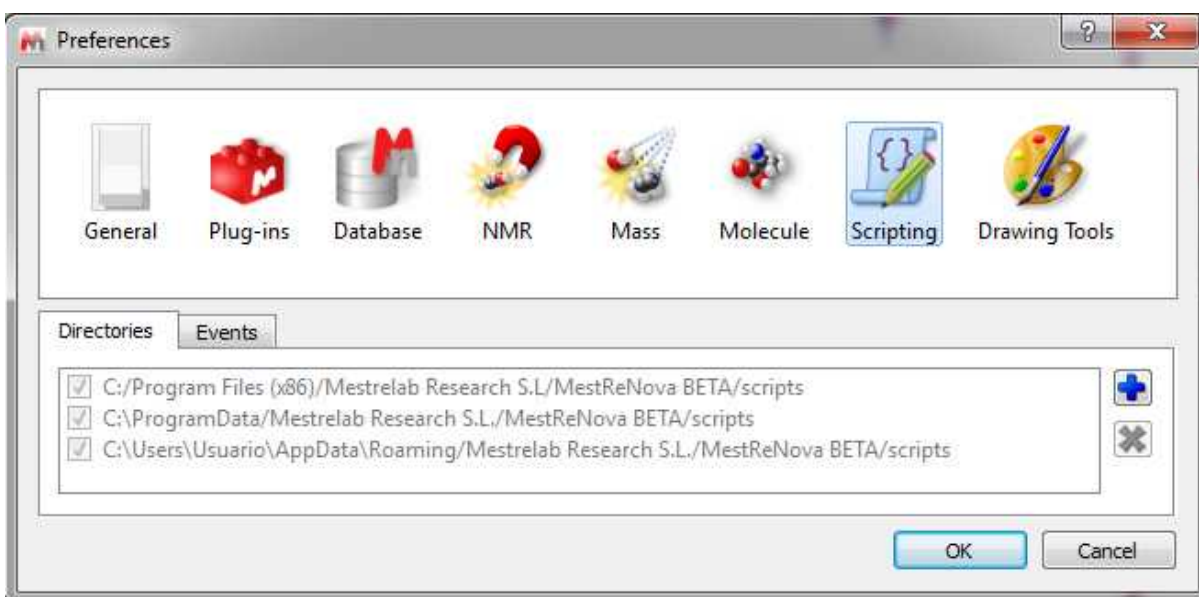 Preferences
General Plug-ins Database NMR Mass Molecule Scripting Drawing Tools
Directories Events
C:/Program Files (x86)/Mestrelab Research S.L/MestReNova BETA/scripts
C:\ProgramData/Mestrelab Research S.L./MestReNova BETA/scripts
C:\Users\Usuario\AppData\Roaming/Mestrelab Research S.L./MestReNova BETA/scripts
OK Cancel